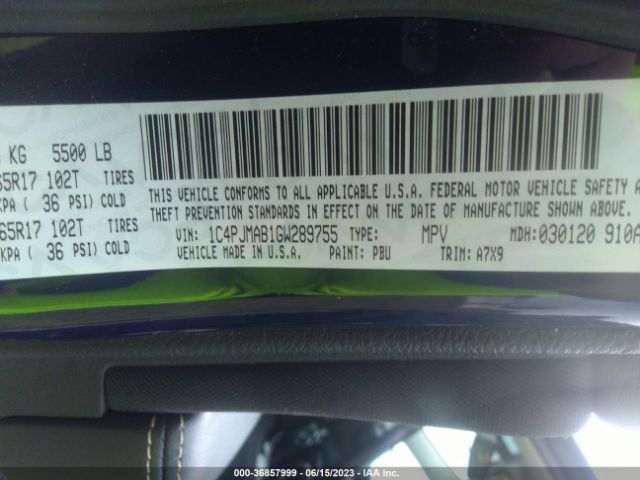 KG 5500 LB
65R17 102T TIRES
KPA ( 36 PSI) COLD
65R17 102T TIRES
KPA ( 36 PSI) COLD
THIS VEHICLE CONFORMS TO ALL APPLICABLE U.S.A. FEDERAL MOTOR VEHICLE SAFETY
THEFT PREVENTION STANDARDS IN EFFECT ON THE DATE OF MANUFACTURE SHOWN ABOVE.
VIN: 1C4PJMAB1GW289755 TYPE: MPV MDH: 030120 910A
VEHICLE MADE IN U.S.A. PAINT: PBU TRIM: A7X9
000-36857999 - 06/15/2023 - IAA Inc.